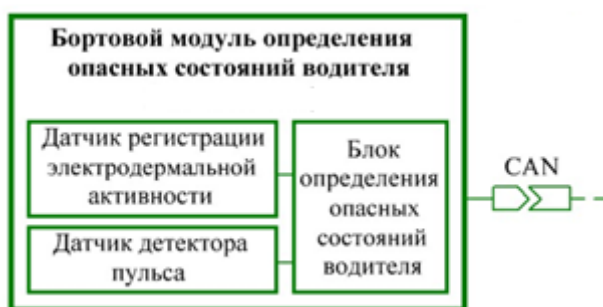 Бортовой модуль определения
опасных состояний водителя
Датчик регистрации
электродермальной
активности
Датчик детектора
пульса
Блок
определения
опасных
состояний
водителя
CAN